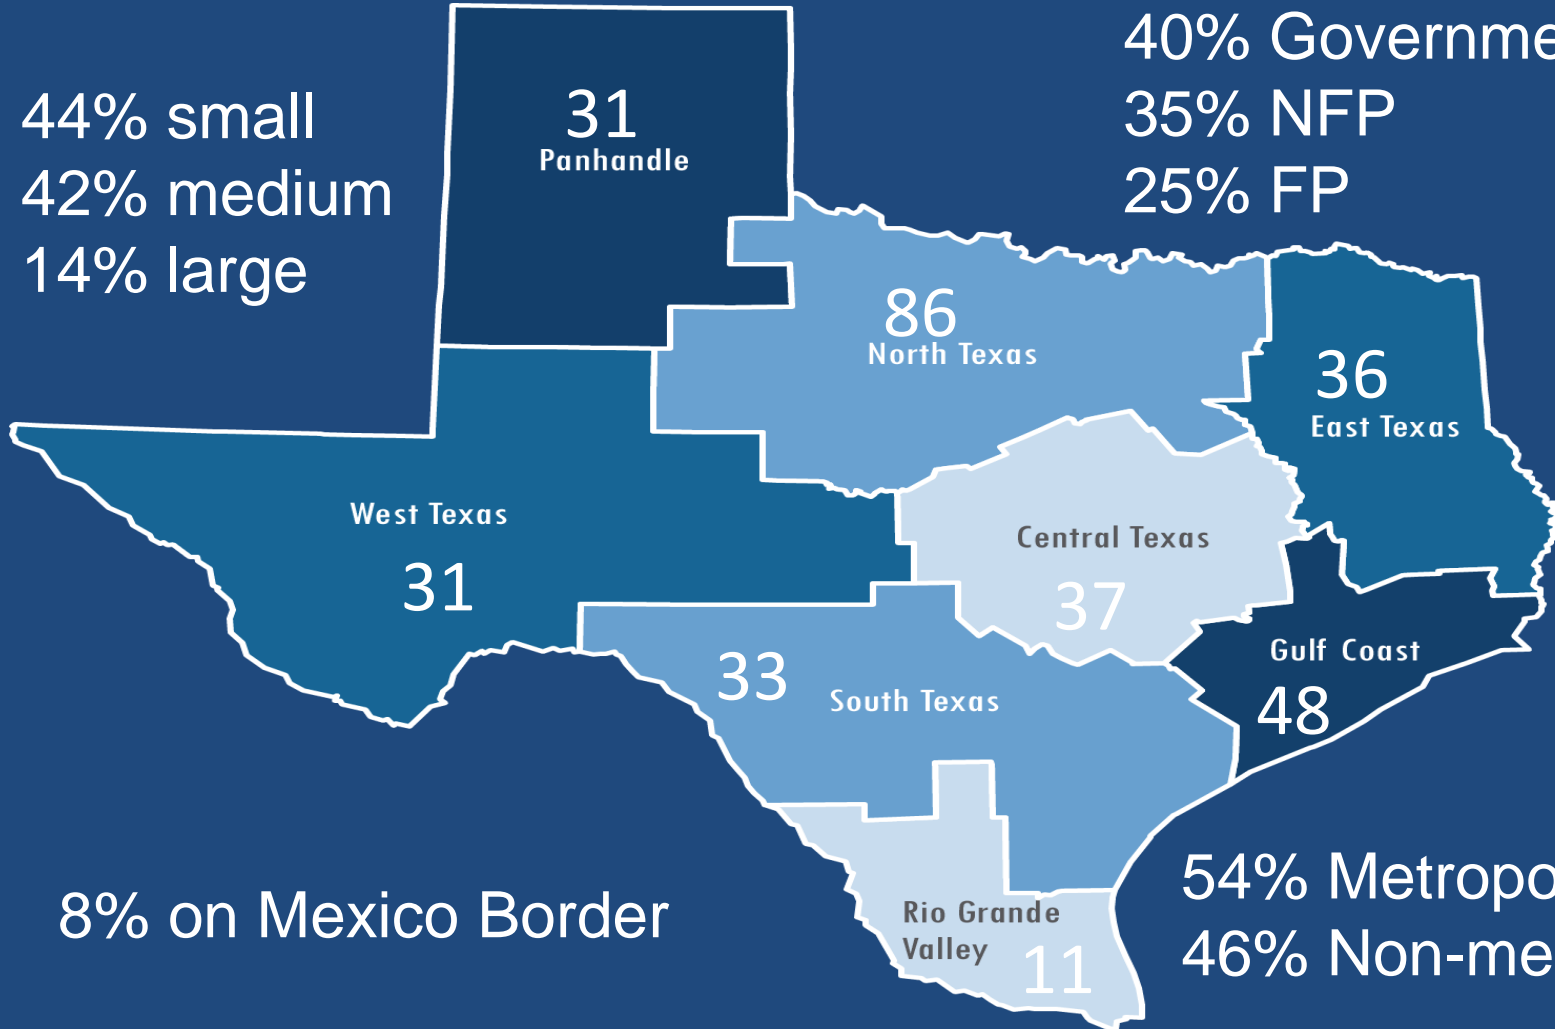 44% small
42% medium
14% large
40% Governme
35% NFP
25% FP
31
Panhandle
86
North Texas
36
East Texas
West Texas
31
Central Texas
37
Gulf Coast
48
33
South Texas
Rio Grande
Valley
11
8% on Mexico Border
54% Metropo
46% Non-me